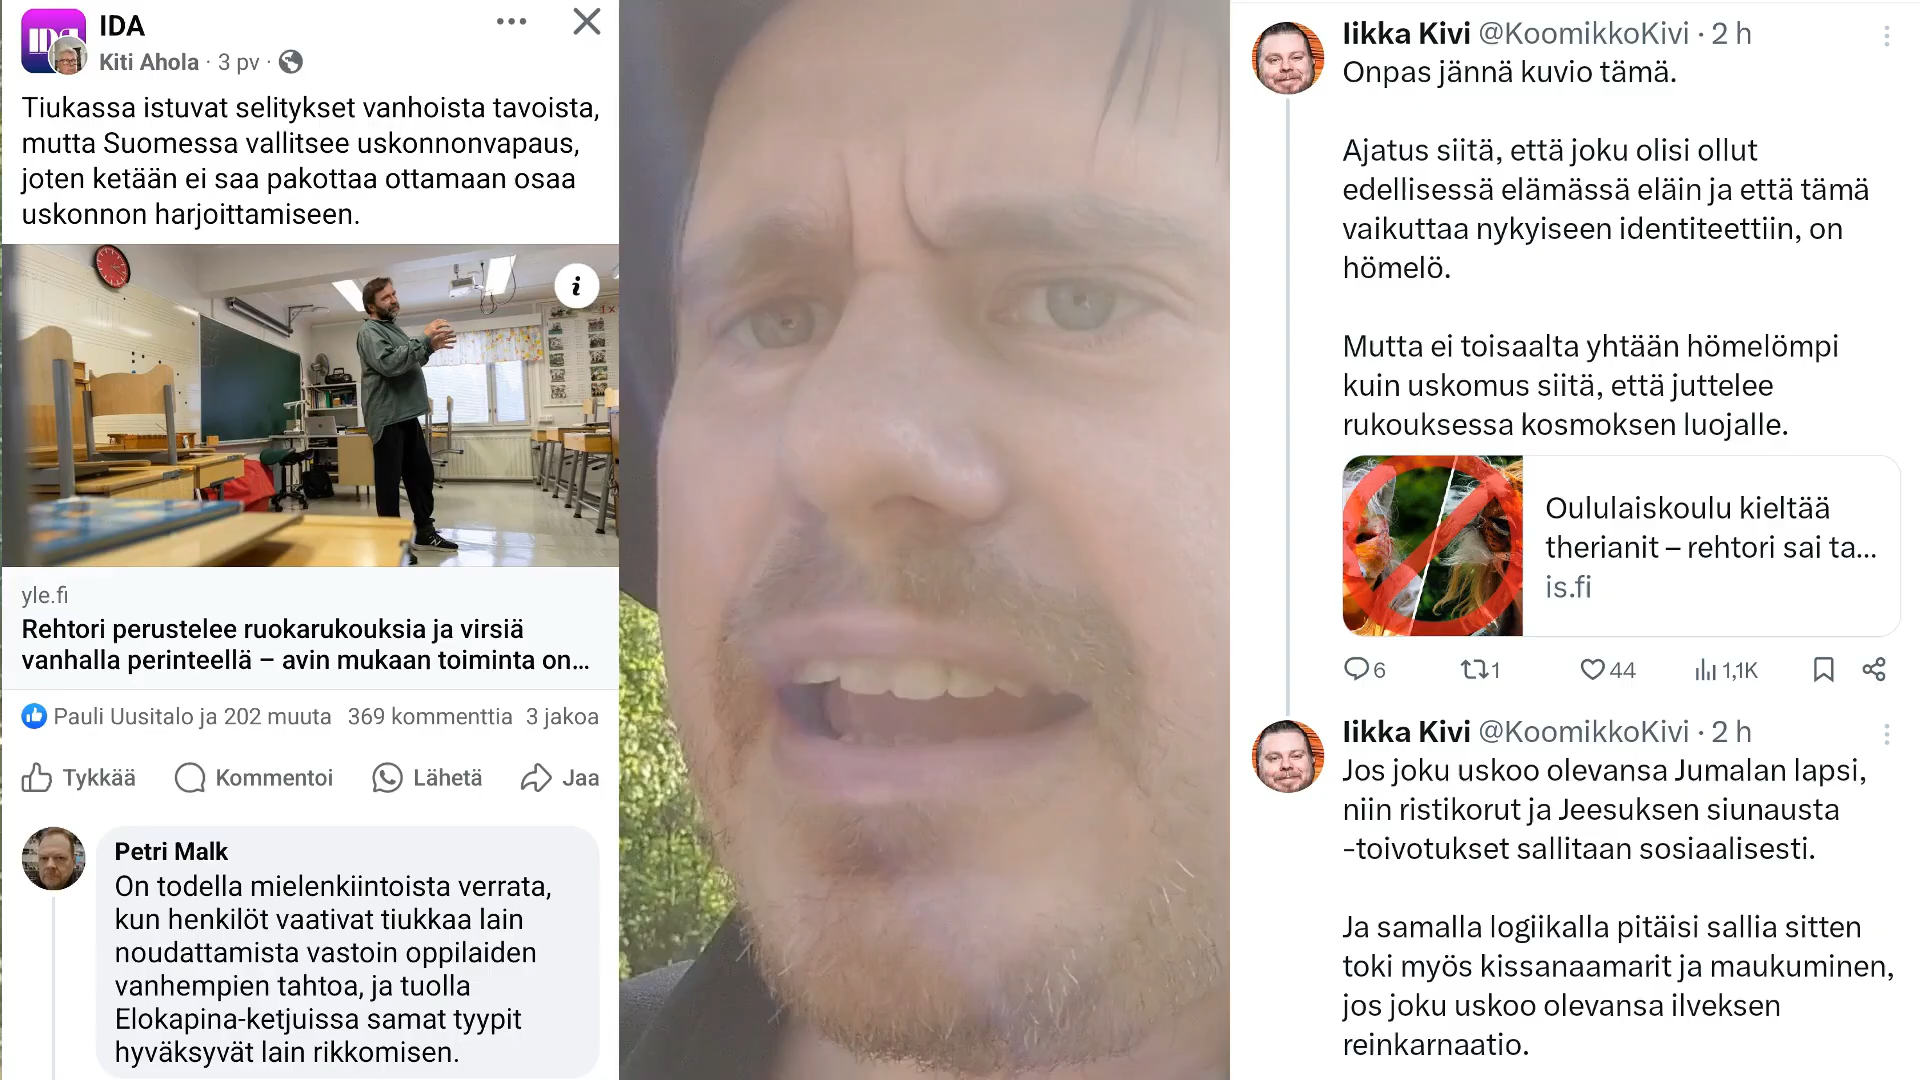 IDA
Kiti Ahola · 3 pv ·
Tiukassa istuvat selitykset vanhoista tavoista,
mutta Suomessa vallitsee uskonnonvapaus,
joten ketään ei saa pakottaa ottamaan osaa
uskonnon harjoittamiseen.
yle.fi
Rehtori perustelee ruokarukouksia ja virsiä
vanhalla perinteellä – avin mukaan toiminta on...
Pauli Uusitalo ja 202 muuta 369 kommenttia 3 jakoa
Tykkää Kommentoi Lähetä Jaa
Petri Malk
On todella mielenkiintoista verrata,
kun henkilöt vaativat tiukkaa lain
noudattamista vastoin oppilaiden
vanhempien tahtoa, ja tuolla
Elokapina-ketjuissa samat tyypit
hyväksyvät lain rikkomisen.
Iikka Kivi @KoomikkoKivi · 2 h
Onpas jännä kuvio tämä.
Ajatus siitä, että joku olisi ollut
edellisessä elämässä eläin ja että tämä
vaikuttaa nykyiseen identiteettiin, on
hömelö.
Mutta ei toisaalta yhtään hömelömpi
kuin uskomus siitä, että juttelee
rukouksessa kosmoksen luojalle.
Oululaiskoulu kieltää
therianit – rehtori sai ta...
is.fi
6 1 44 1,1K
Iikka Kivi @KoomikkoKivi · 2 h
Jos joku uskoo olevansa Jumalan lapsi,
niin ristikorut ja Jeesuksen siunausta
-toivotukset sallitaan sosiaalisesti.
Ja samalla logiikalla pitäisi sallia sitten
toki myös kissanaamarit ja maukuminen,
jos joku uskoo olevansa ilveksen
reinkarnaatio.